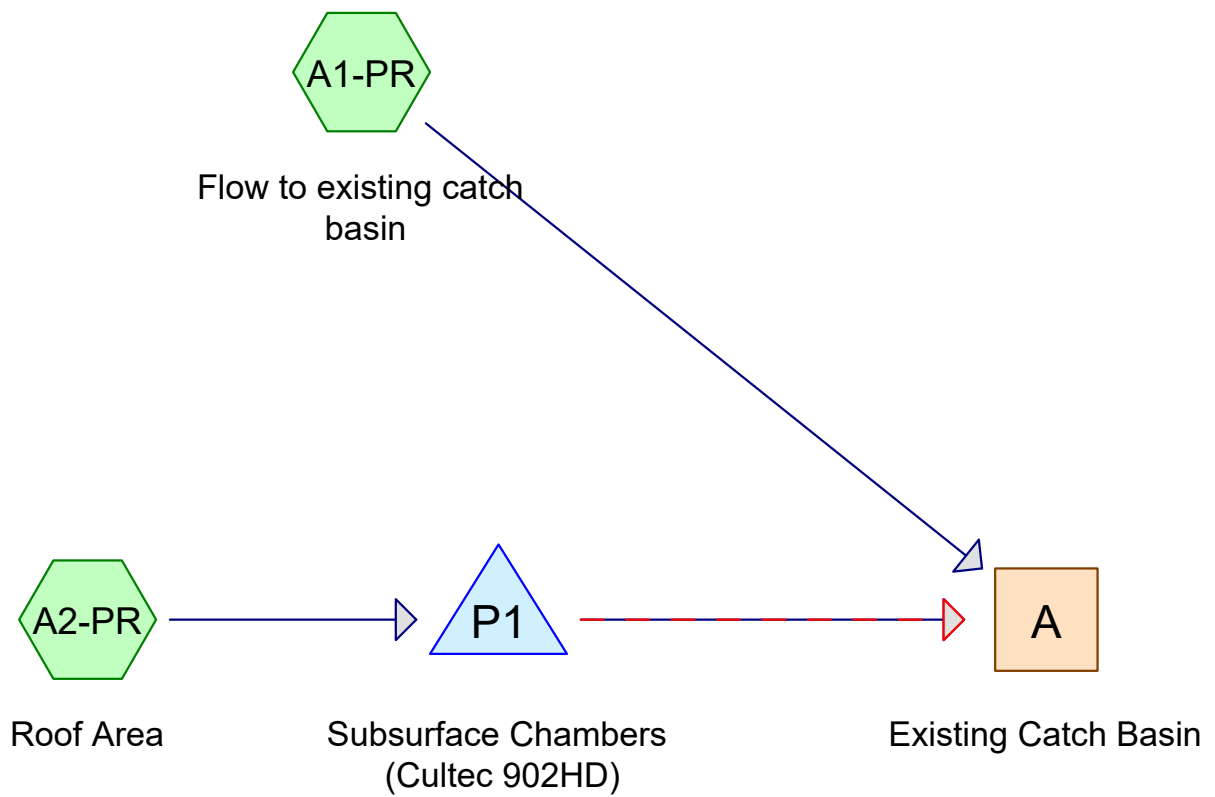 A1-PR
Flow to existing catch
basin
A2-PR
P1
A
Roof Area
Subsurface Chambers
(Cultec 902HD)
Existing Catch Basin